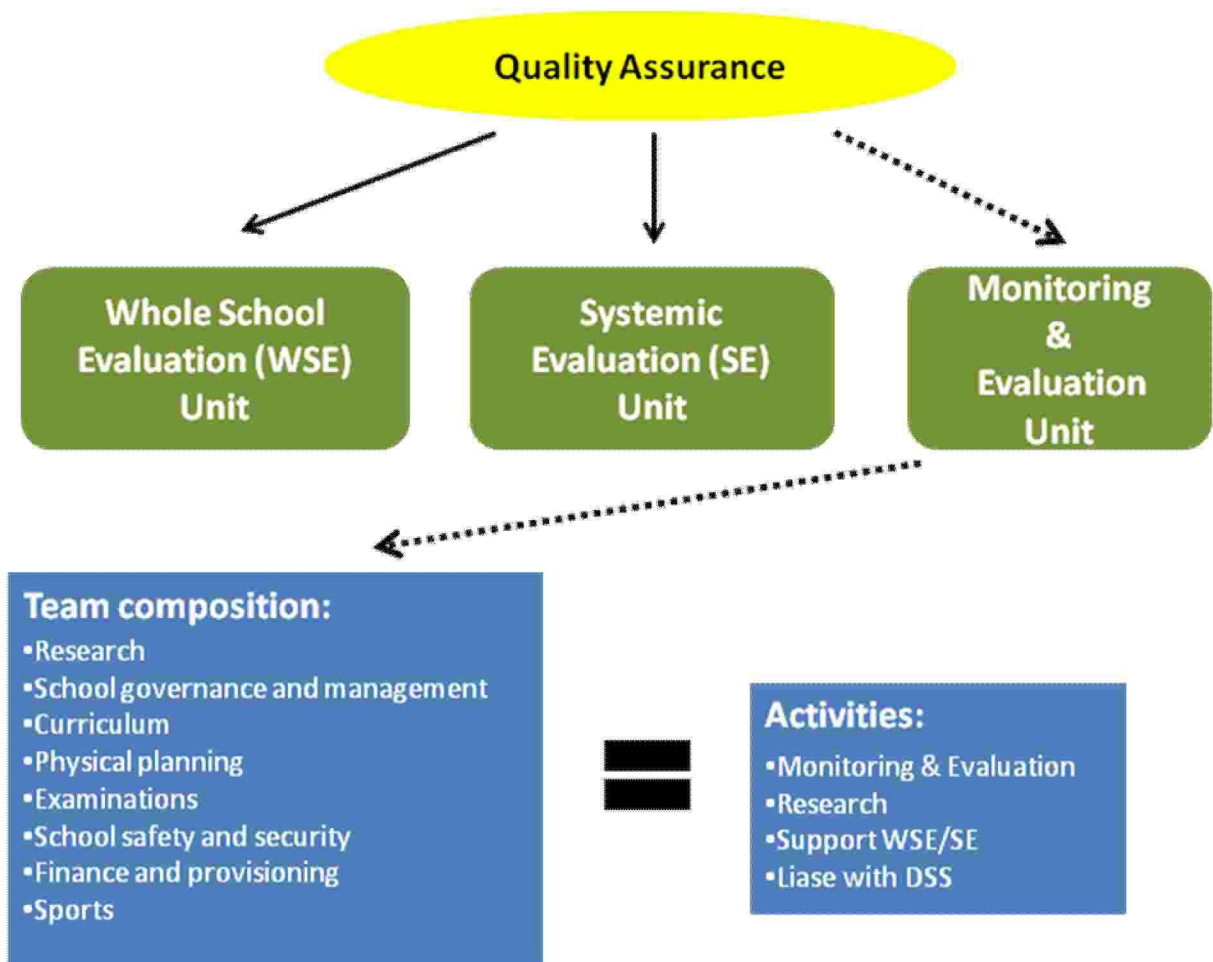 Quality Assurance
Whole School
Evaluation (WSE)
Unit
Systemic
Evaluation (SE)
Unit
Monitoring
&
Evaluation
Unit
Team composition:
▪Research
▪School governance and management
▪Curriculum
▪Physical planning
▪Examinations
▪School safety and security
▪Finance and provisioning
▪Sports
Activities:
▪Monitoring & Evaluation
▪Research
▪Support WSE/SE
▪Liase with DSS